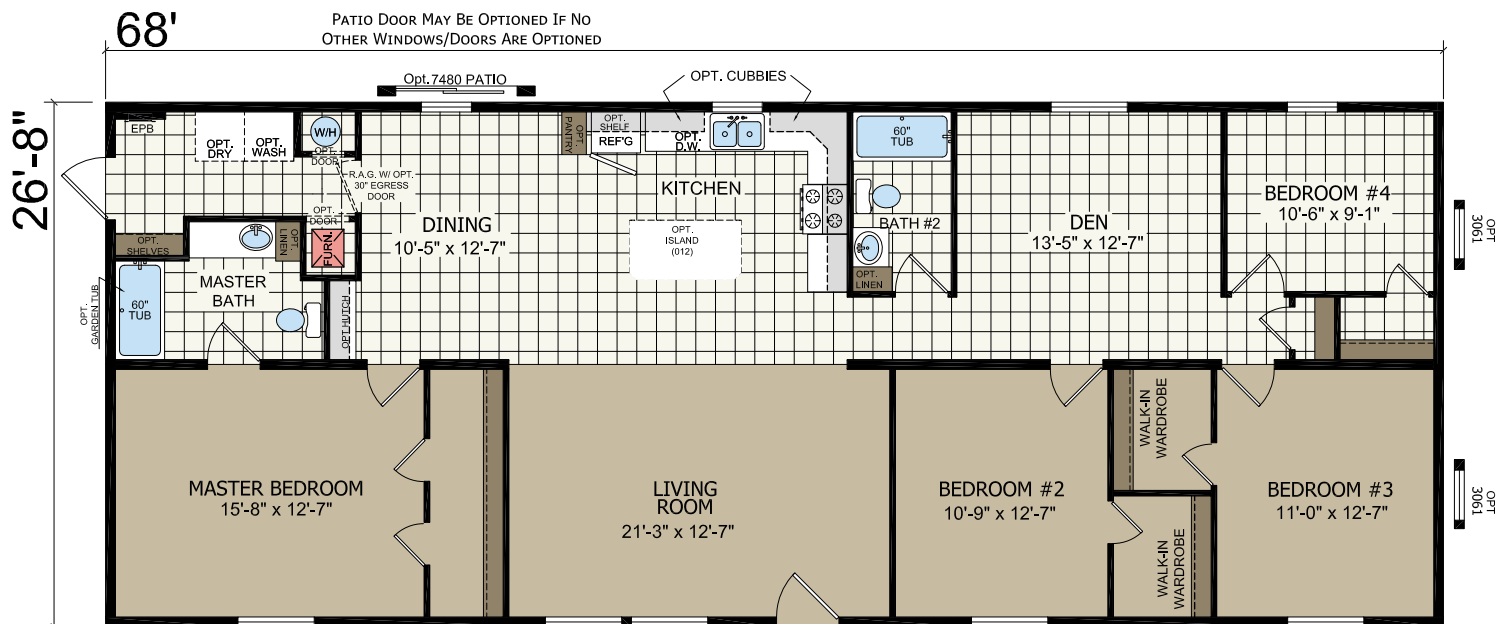 68'
PATIO DOOR MAY BE OPTIONED IF NO
OTHER WINDOWS/DOORS ARE OPTIONED
26'-8"
Opt.7480 PATIO
OPT. CUBBIES
EPB
OPT.
DRY
OPT.
WASH
W/H
OPT.
DOOR
R.A.G. W/ OPT.
30" EGRESS
DOOR
OPT.
DOOR
FURN.
OPT.
SHELVES
OPT.
LINEN
MASTER
BATH
60"
TUB
OPT.
GARDEN TUB
OPT.HUTCH
DINING
10'-5" x 12'-7"
OPT.
PANTRY
OPT.
SHELF
REF'G
OPT.
D.W.
KITCHEN
OPT.
ISLAND
(012)
60"
TUB
BATH #2
OPT.
LINEN
DEN
13'-5" x 12'-7"
BEDROOM #4
10'-6" x 9'-1"
OPT
3061
MASTER BEDROOM
15'-8" x 12'-7"
LIVING
ROOM
21'-3" x 12'-7"
BEDROOM #2
10'-9" x 12'-7"
WALK-IN
WARDROBE
WALK-IN
WARDROBE
BEDROOM #3
11'-0" x 12'-7"
OPT
3061